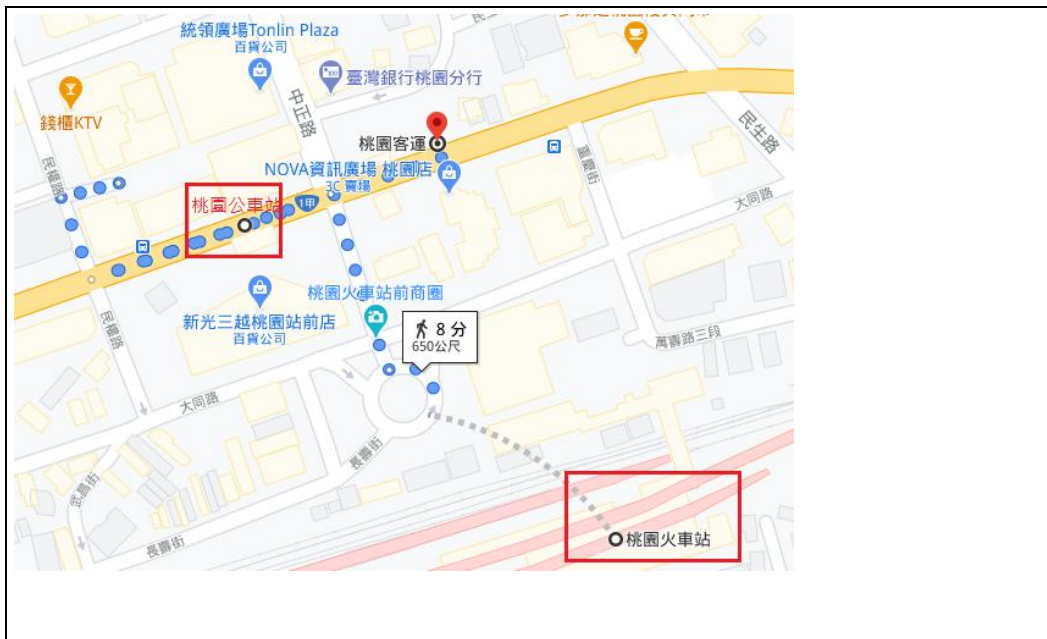 統領廣場Tonlin Plaza
百貨公司
臺灣銀行桃園分行
錢櫃KTV
中正路
民生路
桃園客運
民權路
NOVA資訊廣場 桃園店
3C 賣場
重慶街
桃園公車站
1甲
大同路
桃園火車站前商圈
新光三越桃園站前店
百貨公司
8 分
650公尺
民權路
萬壽路三段
大同路
長壽街
武昌街
長壽街
桃園火車站